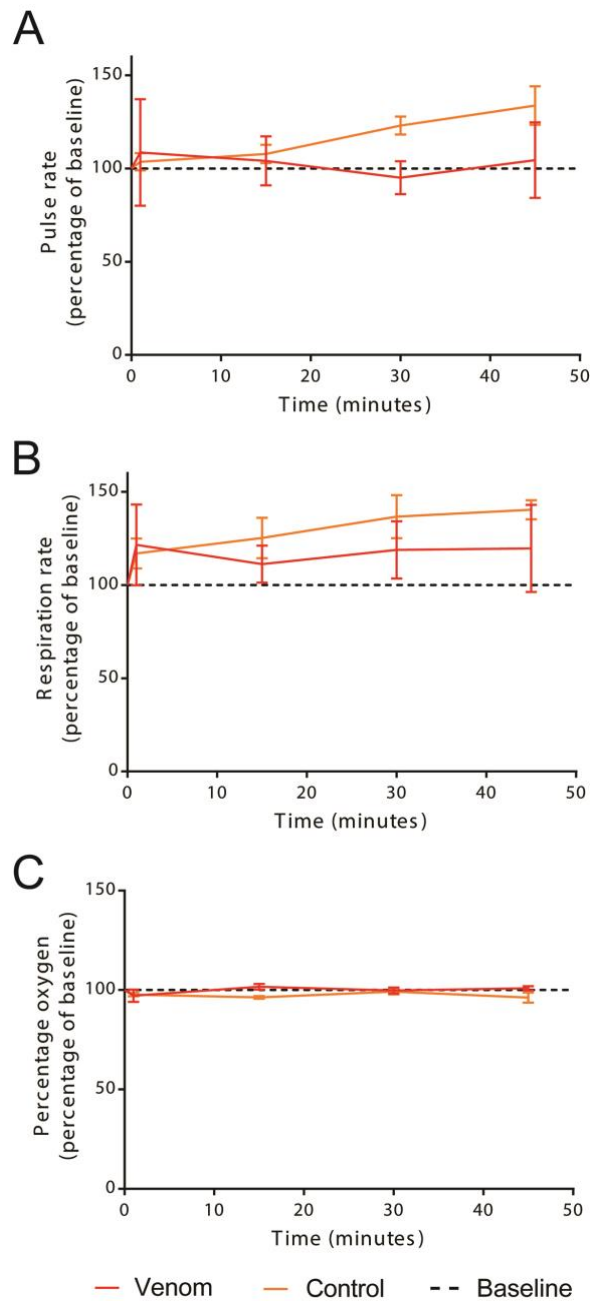 A
150
100
50
0
Pulse rate
(percentage of baseline)
0 10 20 30 40 50
Time (minutes)
B
150
100
50
0
Respiration rate
(percentage of baseline)
0 10 20 30 40 50
Time (minutes)
C
150
100
50
0
Percentage oxygen
(percentage of baseline)
0 10 20 30 40 50
Time (minutes)
Venom Control Baseline